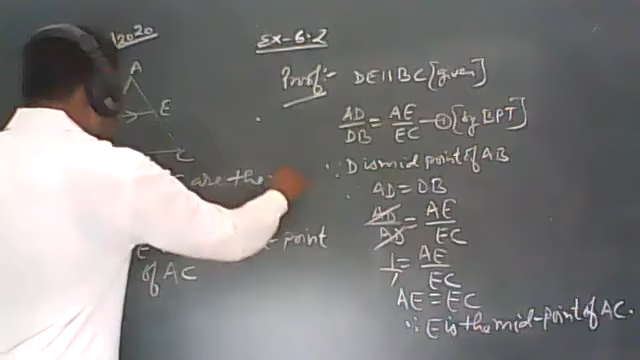 2020
Ex-6.2
A
E
C
are the
point
of AC
Proof:- DE||BC [given]
AD/DB = AE/EC — ① [by BPT]
∵ D is mid point of AB
∴ AD = DB
AD/AD = AE/EC
1/1 = AE/EC
AE = EC
∴ E is the mid-point of AC.